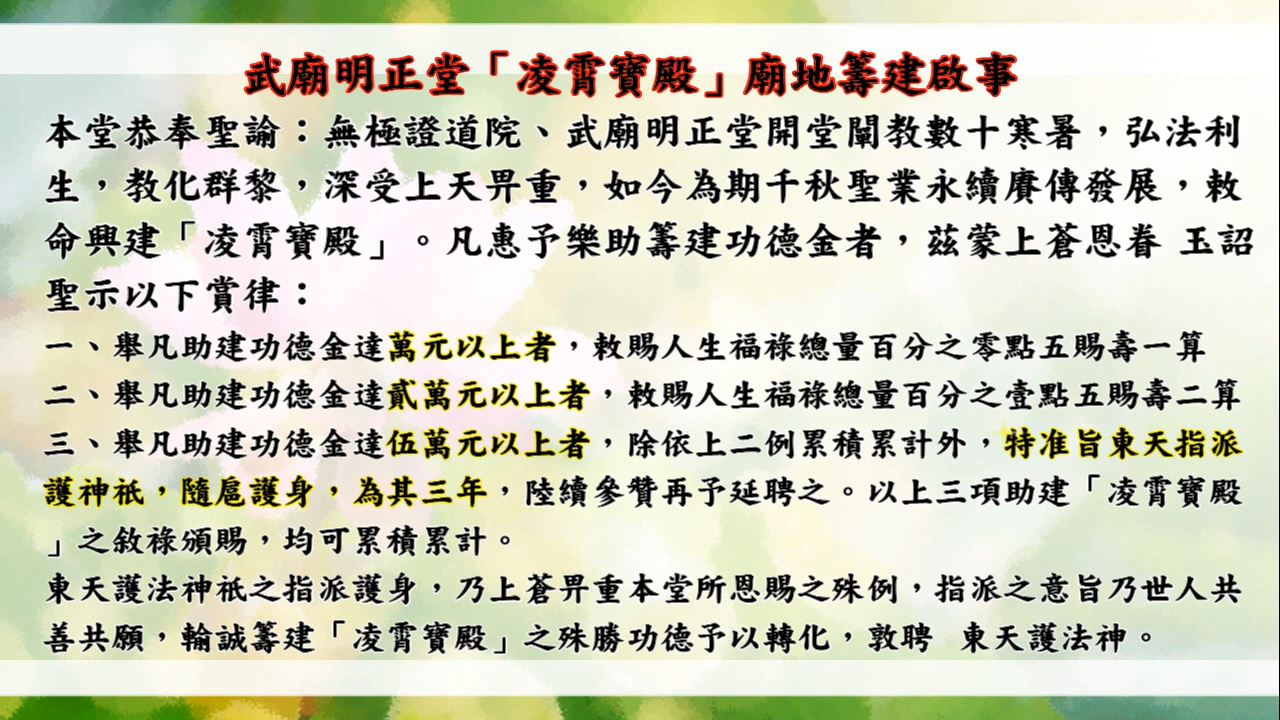 武廟明正堂「凌霄寶殿」廟地籌建啟事
本堂恭奉聖諭：無極證道院、武廟明正堂開堂闡教數十寒暑，弘法利
生，教化群黎，深受上天畀重，如今為期千秋聖業永續賡傳發展，敕
命興建「凌霄寶殿」。凡惠予樂助籌建功德金者，茲蒙上蒼恩眷 玉詔
聖示以下賞律：
一、舉凡助建功德金達萬元以上者，敕賜人生福祿總量百分之零點五賜壽一算
二、舉凡助建功德金達貳萬元以上者，敕賜人生福祿總量百分之壹點五賜壽二算
三、舉凡助建功德金達伍萬元以上者，除依上二例累積累計外，特准旨東天指派
護神祇，隨扈護身，為其三年，陸續參贊再予延聘之。以上三項助建「凌霄寶殿
」之敘祿頒賜，均可累積累計。
東天護法神祇之指派護身，乃上蒼畀重本堂所恩賜之殊例，指派之意旨乃世人共
善共願，輸誠籌建「凌霄寶殿」之殊勝功德予以轉化，敦聘 東天護法神。